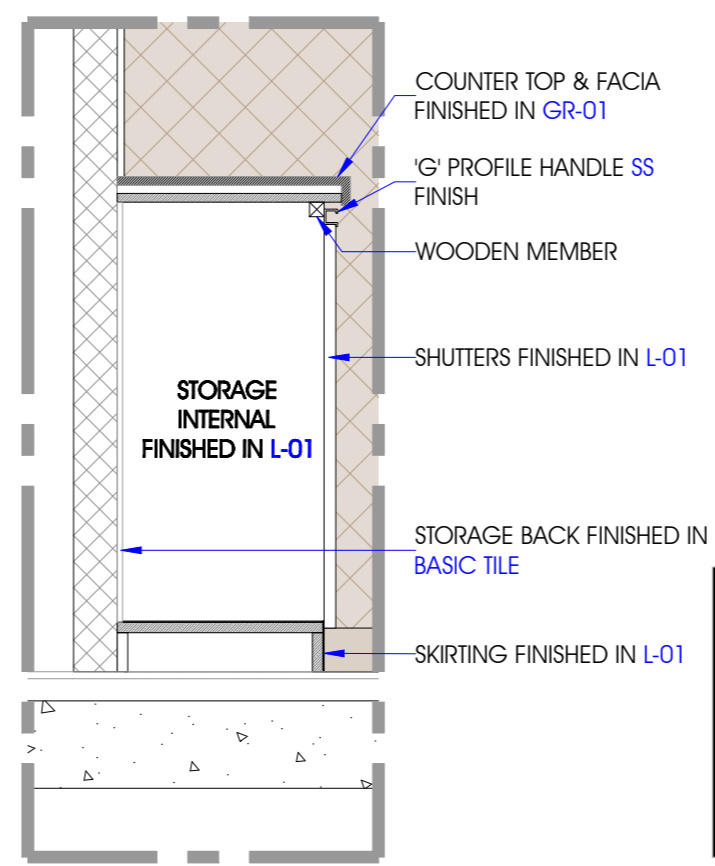 COUNTER TOP & FACIA
FINISHED IN GR-01
'G' PROFILE HANDLE SS
FINISH
WOODEN MEMBER
SHUTTERS FINISHED IN L-01
STORAGE
INTERNAL
FINISHED IN L-01
STORAGE BACK FINISHED IN
BASIC TILE
SKIRTING FINISHED IN L-01